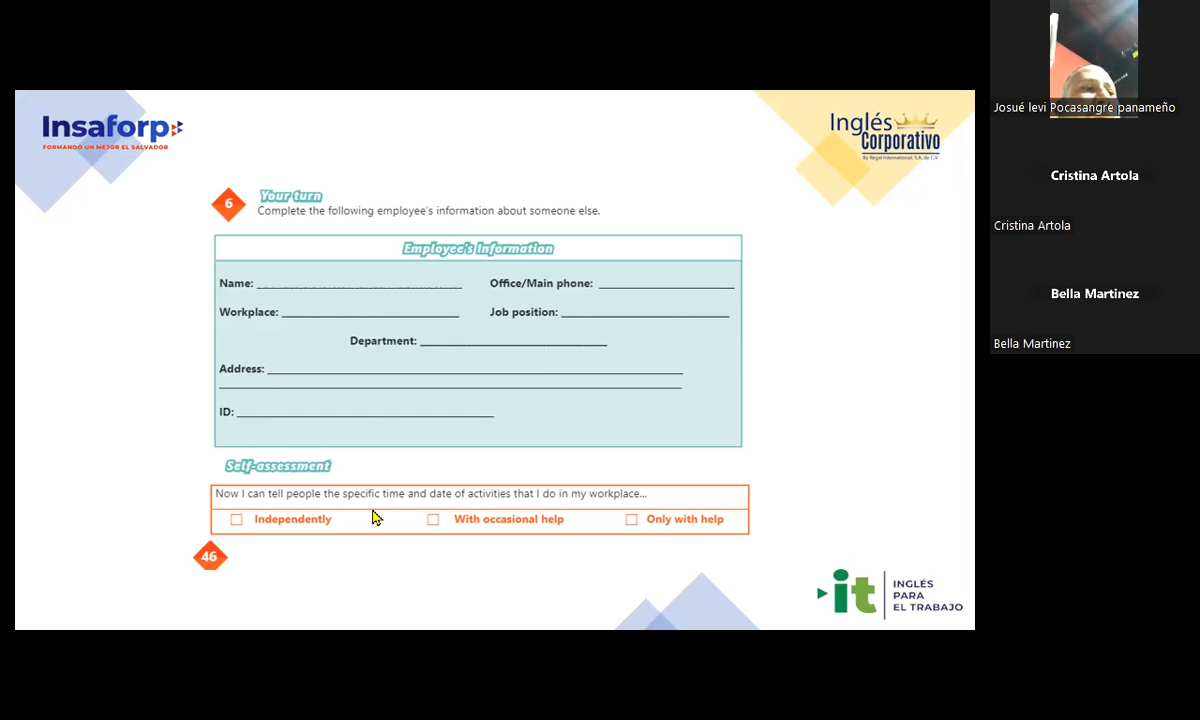 Insaforp
FORMANDO UN MEJOR EL SALVADOR
Inglés
Corporativo
By Regal International, S.A. de C.V.
6
Your turn
Complete the following employee's information about someone else.
Employee's Information
Name: Office/Main phone:
Workplace: Job position:
Department:
Address:
ID:
Self-assessment
Now I can tell people the specific time and date of activities that I do in my workplace...
Independently With occasional help Only with help
46
it
INGLÉS
PARA
EL TRABAJO
Josué levi Pocasangre panameño
Cristina Artola
Cristina Artola
Bella Martinez
Bella Martinez